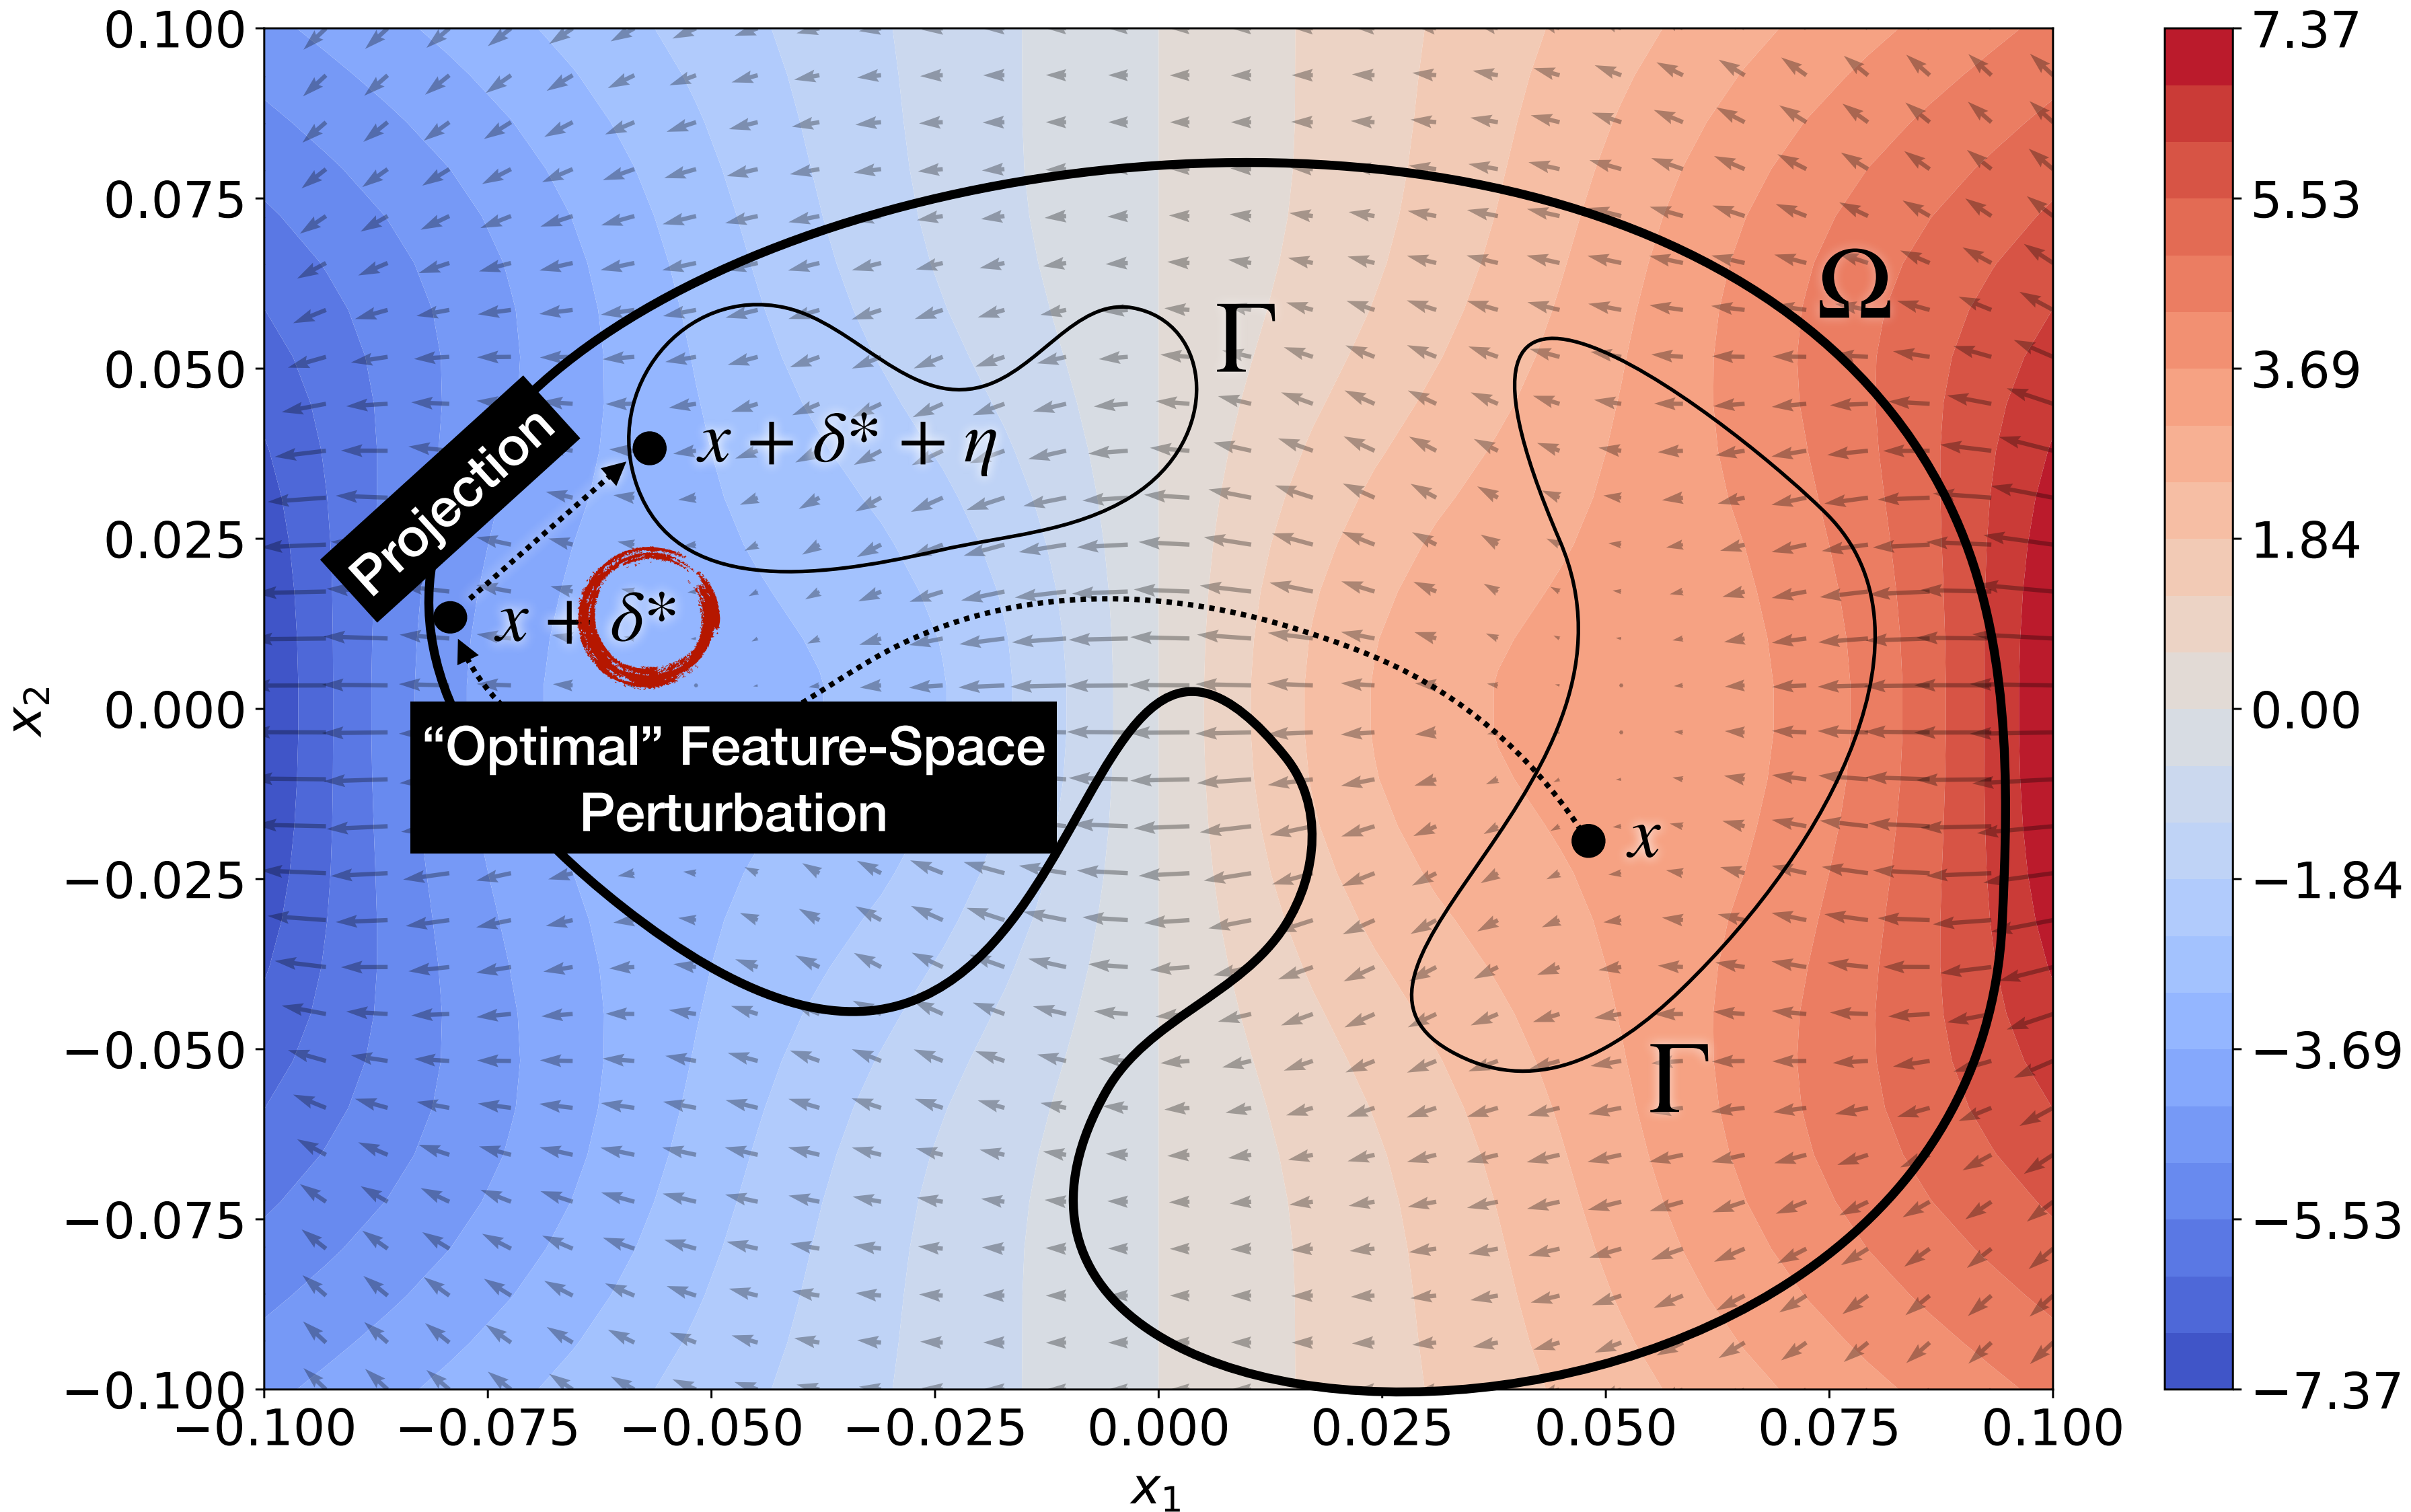 0.100
0.075
0.050
0.025
0.000
−0.025
−0.050
−0.075
−0.100
x₂
−0.100
−0.075
−0.050
−0.025
0.000
0.025
0.050
0.075
0.100
x₁
Ω
Γ
x + δ* + η
Projection
x + δ*
“Optimal” Feature-Space
Perturbation
x
Γ
7.37
5.53
3.69
1.84
0.00
−1.84
−3.69
−5.53
−7.37